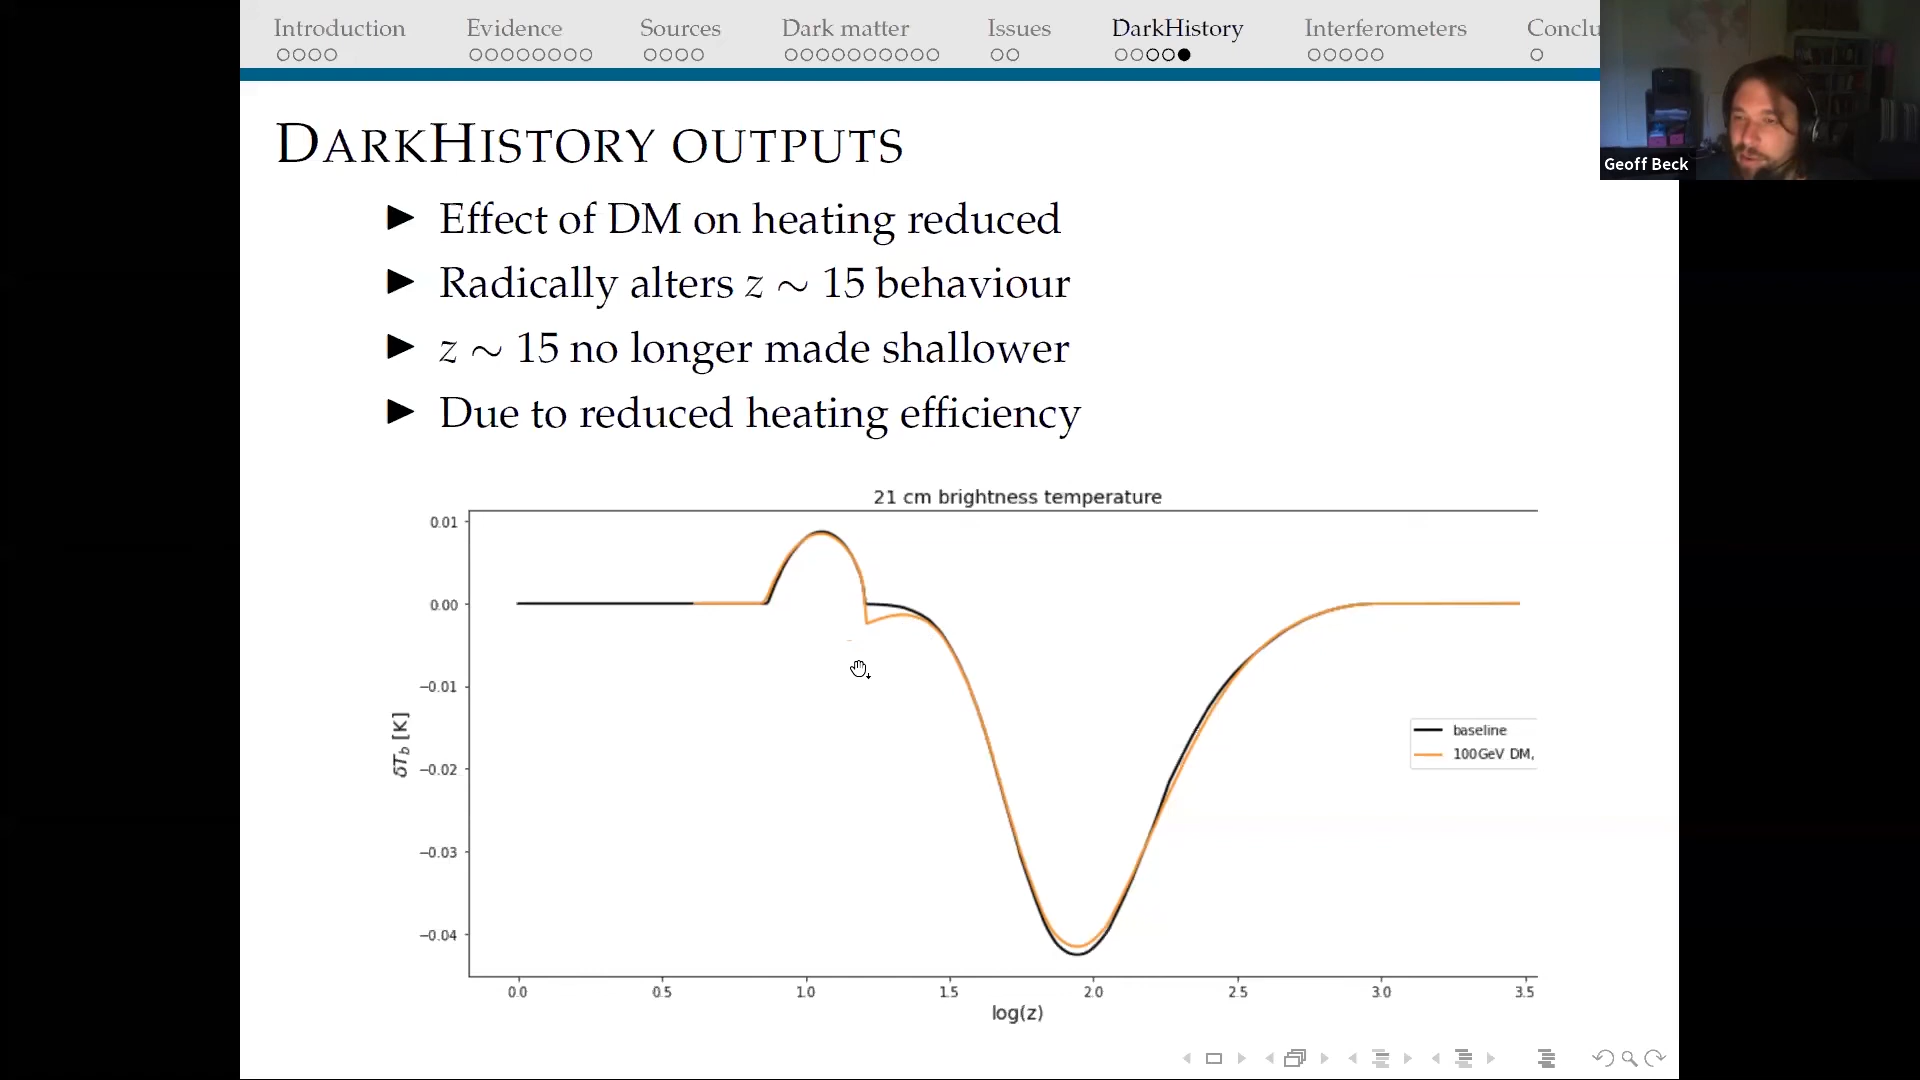 Introduction Evidence Sources Dark matter Issues DarkHistory Interferometers Conclu
Geoff Beck
DARKHISTORY OUTPUTS
▶ Effect of DM on heating reduced
▶ Radically alters z ∼ 15 behaviour
▶ z ∼ 15 no longer made shallower
▶ Due to reduced heating efficiency
21 cm brightness temperature
0.01
0.00
−0.01
−0.02
−0.03
−0.04
δT_b [K]
baseline
100GeV DM,
0.0 0.5 1.0 1.5 2.0 2.5 3.0 3.5
log(z)